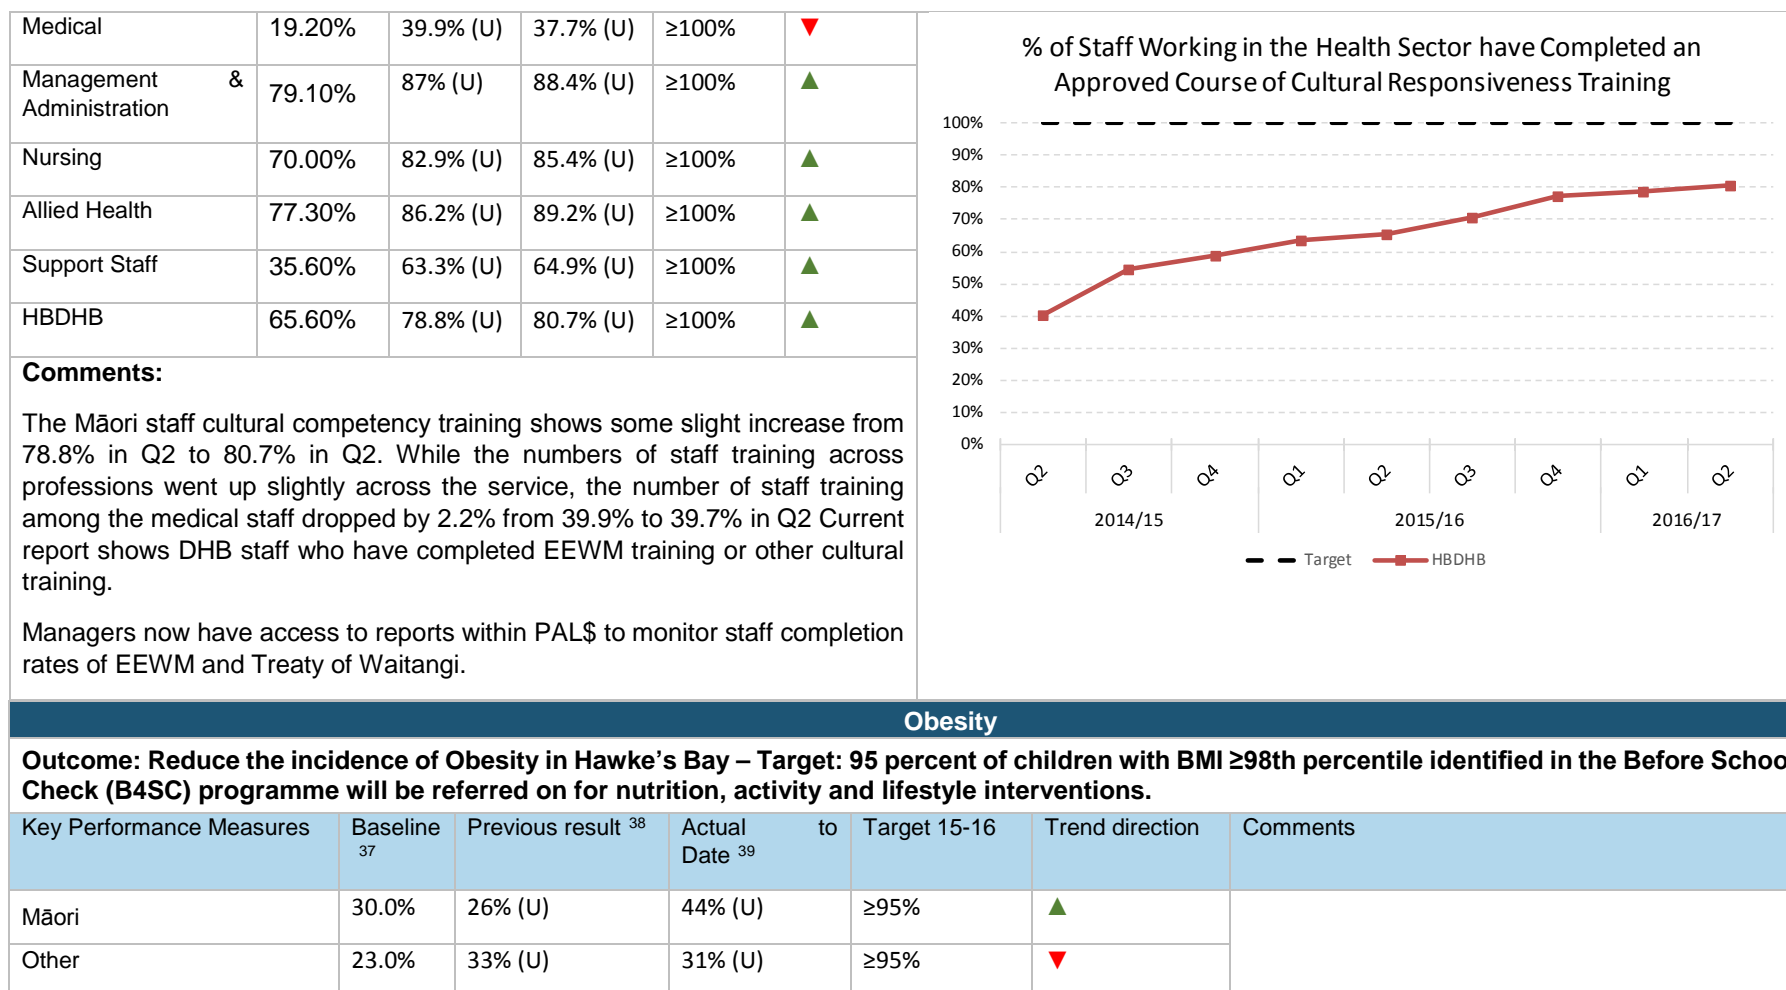 Medical 19.20% 39.9% (U) 37.7% (U) ≥100% ▼
Management &
Administration 79.10% 87% (U) 88.4% (U) ≥100% ▲
Nursing 70.00% 82.9% (U) 85.4% (U) ≥100% ▲
Allied Health 77.30% 86.2% (U) 89.2% (U) ≥100% ▲
Support Staff 35.60% 63.3% (U) 64.9% (U) ≥100% ▲
HBDHB 65.60% 78.8% (U) 80.7% (U) ≥100% ▲
Comments:
The Māori staff cultural competency training shows some slight increase from
78.8% in Q2 to 80.7% in Q2. While the numbers of staff training across
professions went up slightly across the service, the number of staff training
among the medical staff dropped by 2.2% from 39.9% to 39.7% in Q2 Current
report shows DHB staff who have completed EEWM training or other cultural
training.
Managers now have access to reports within PAL$ to monitor staff completion
rates of EEWM and Treaty of Waitangi.
% of Staff Working in the Health Sector have Completed an
Approved Course of Cultural Responsiveness Training
100%
90%
80%
70%
60%
50%
40%
30%
20%
10%
0%
Q2 Q3 Q4 Q1 Q2 Q3 Q4 Q1 Q2
2014/15 2015/16 2016/17
Target HBDHB
Obesity
Outcome: Reduce the incidence of Obesity in Hawke’s Bay – Target: 95 percent of children with BMI ≥98th percentile identified in the Before Schoo
Check (B4SC) programme will be referred on for nutrition, activity and lifestyle interventions.
Key Performance Measures Baseline 37 Previous result 38 Actual to Date 39 Target 15-16 Trend direction Comments
Māori 30.0% 26% (U) 44% (U) ≥95% ▲
Other 23.0% 33% (U) 31% (U) ≥95% ▼